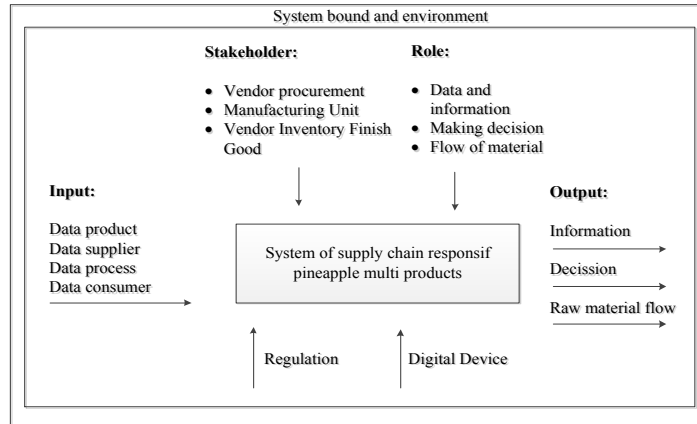 System bound and environment
Stakeholder:
• Vendor procurement
• Manufacturing Unit
• Vendor Inventory Finish
Good
Role:
• Data and
information
• Making decision
• Flow of material
Input:
Data product
Data supplier
Data process
Data consumer
System of supply chain responsif
pineapple multi products
Output:
Information
Decission
Raw material flow
Regulation
Digital Device